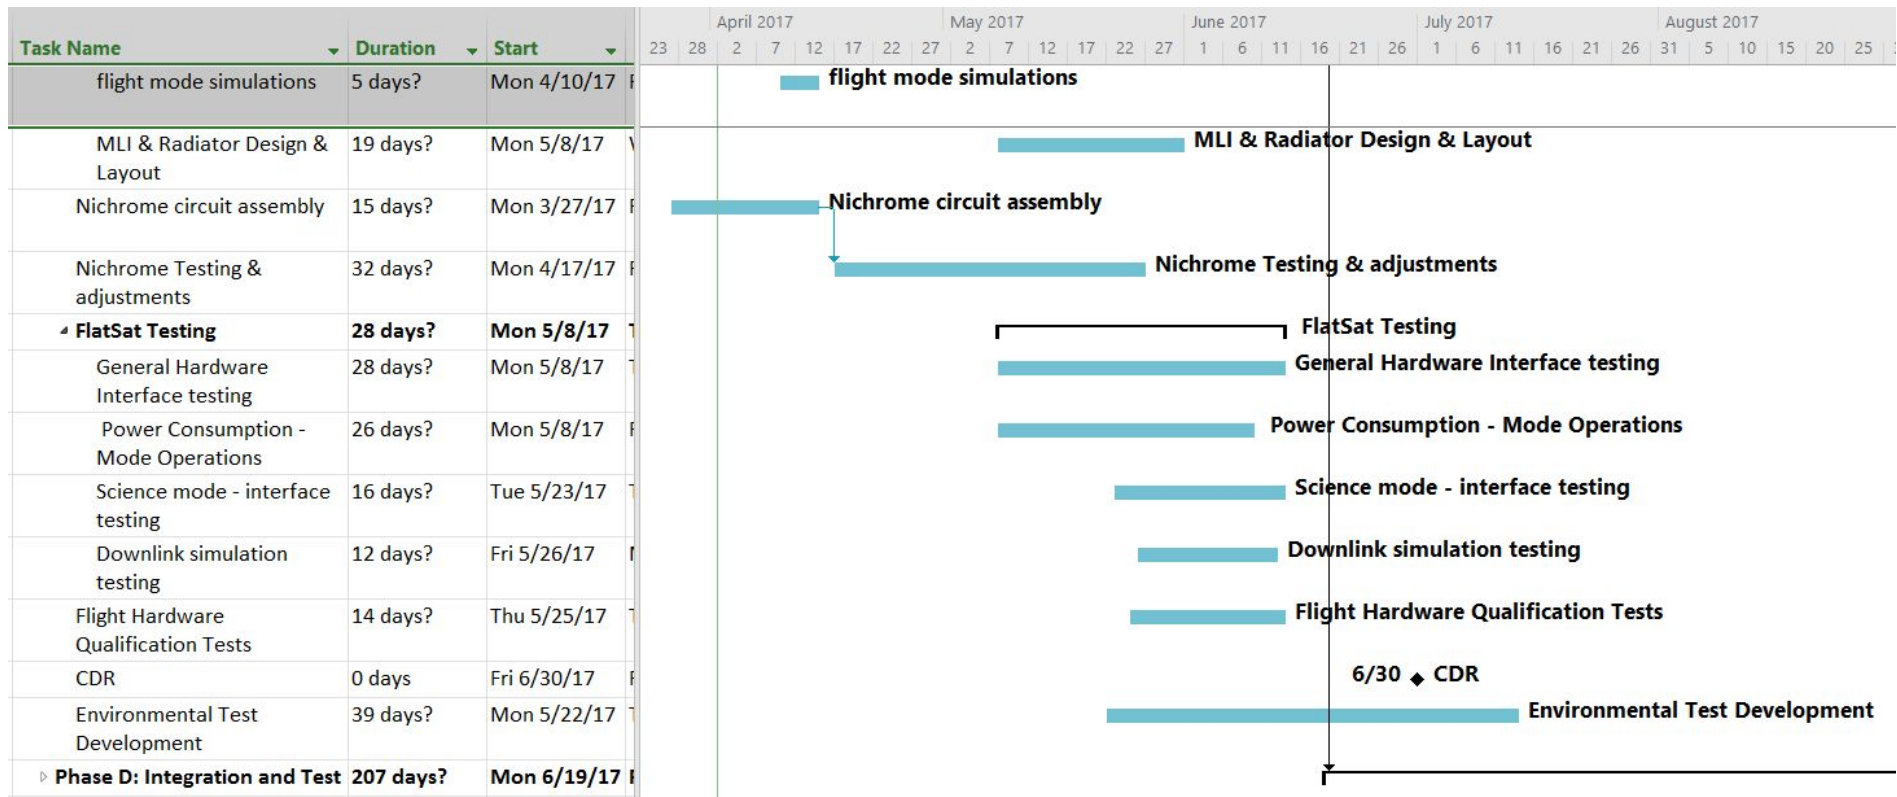 April 2017 May 2017 June 2017 July 2017 August 2017
Task Name Duration Start 23 28 2 7 12 17 22 27 2 7 12 17 22 27 1 6 11 16 21 26 1 6 11 16 21 26 31 5 10 15 20 25
flight mode simulations 5 days? Mon 4/10/17 flight mode simulations
MLI & Radiator Design & 19 days? Mon 5/8/17 MLI & Radiator Design & Layout
Layout
Nichrome circuit assembly 15 days? Mon 3/27/17 Nichrome circuit assembly
Nichrome Testing & 32 days? Mon 4/17/17 Nichrome Testing & adjustments
adjustments
FlatSat Testing 28 days? Mon 5/8/17 FlatSat Testing
General Hardware 28 days? Mon 5/8/17 General Hardware Interface testing
Interface testing
Power Consumption - 26 days? Mon 5/8/17 Power Consumption - Mode Operations
Mode Operations
Science mode - interface 16 days? Tue 5/23/17 Science mode - interface testing
testing
Downlink simulation 12 days? Fri 5/26/17 Downlink simulation testing
testing
Flight Hardware 14 days? Thu 5/25/17 Flight Hardware Qualification Tests
Qualification Tests
CDR 0 days Fri 6/30/17 6/30 CDR
Environmental Test 39 days? Mon 5/22/17 Environmental Test Development
Development
Phase D: Integration and Test 207 days? Mon 6/19/17